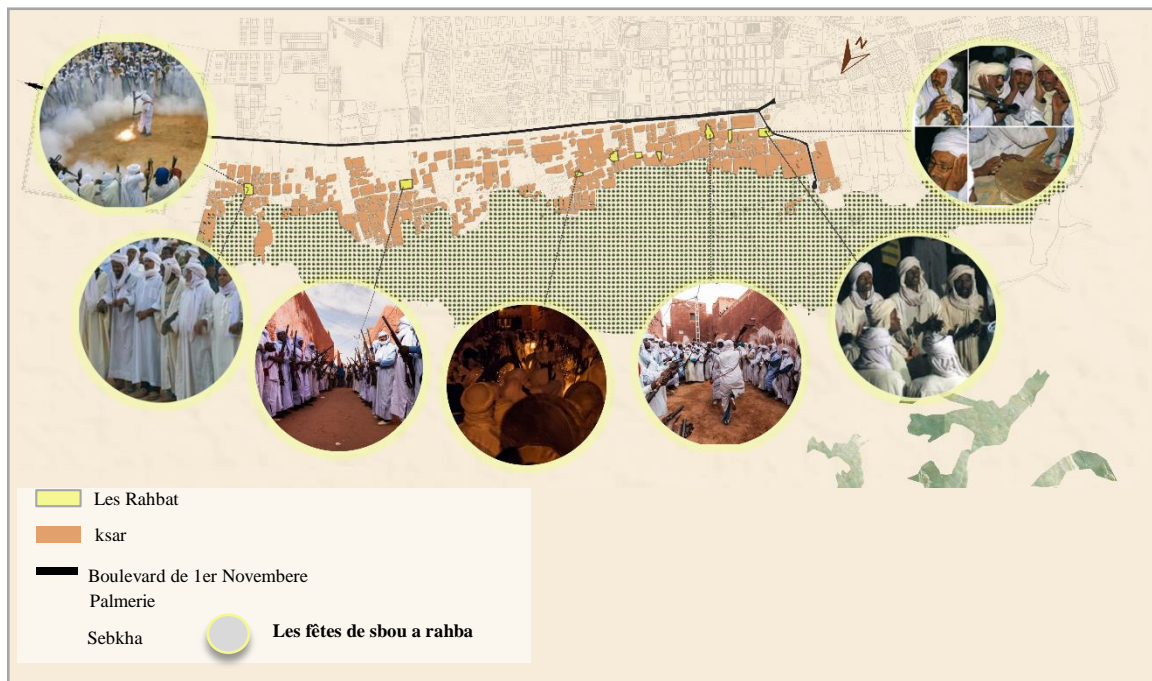 N
Les Rahbat
ksar
Boulevard de 1er Novembere
Palmerie
Sebkha
Les fêtes de sbou a rahba